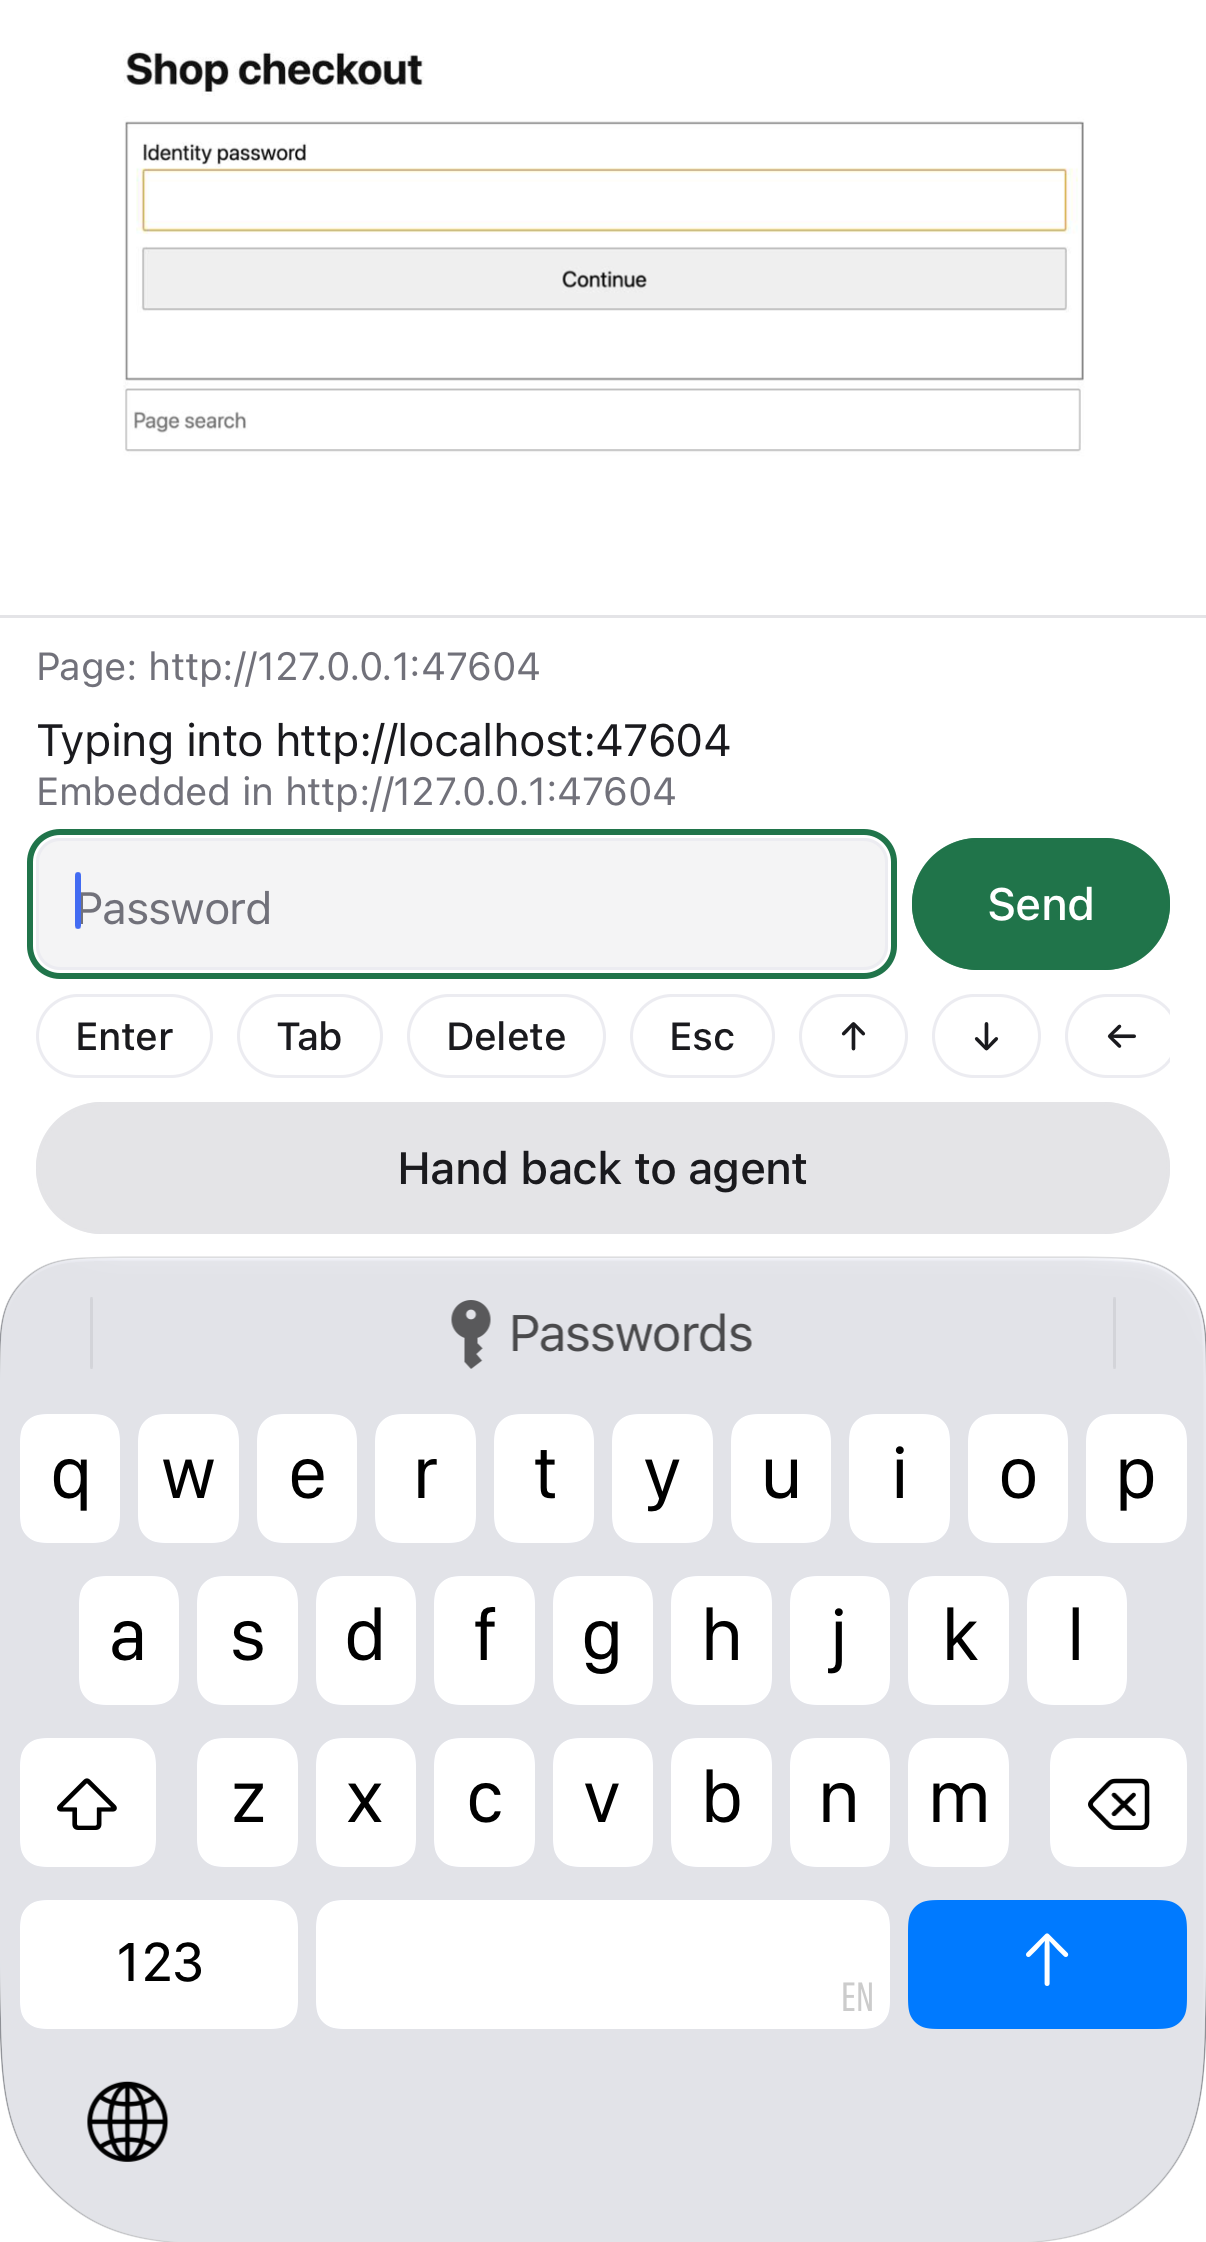 Shop checkout
Identity password
Continue
Page search
Page: http://127.0.0.1:47604
Typing into http://localhost:47604
Embedded in http://127.0.0.1:47604
Password
Send
Enter Tab Delete Esc ↑ ↓ ←
Hand back to agent
Passwords
q w e r t y u i o p
a s d f g h j k l
z x c v b n m
123 EN